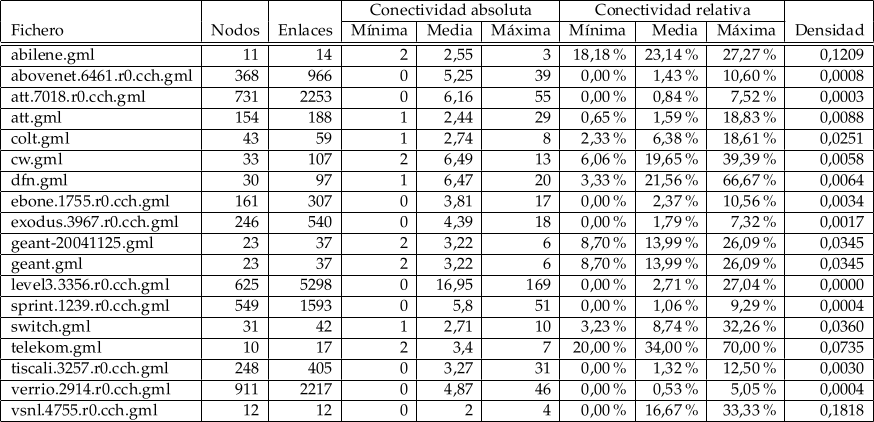 Conectividad absoluta Conectividad relativa
Fichero Nodos Enlaces Mínima Media Máxima Mínima Media Máxima Densidad
abilene.gml 11 14 2 2,55 3 18,18 % 23,14 % 27,27 % 0,1209
abovenet.6461.r0.cch.gml 368 966 0 5,25 39 0,00 % 1,43 % 10,60 % 0,0008
att.7018.r0.cch.gml 731 2253 0 6,16 55 0,00 % 0,84 % 7,52 % 0,0003
att.gml 154 188 1 2,44 29 0,65 % 1,59 % 18,83 % 0,0088
colt.gml 43 59 1 2,74 8 2,33 % 6,38 % 18,61 % 0,0251
cw.gml 33 107 2 6,49 13 6,06 % 19,65 % 39,39 % 0,0058
dfn.gml 30 97 1 6,47 20 3,33 % 21,56 % 66,67 % 0,0064
ebone.1755.r0.cch.gml 161 307 0 3,81 17 0,00 % 2,37 % 10,56 % 0,0034
exodus.3967.r0.cch.gml 246 540 0 4,39 18 0,00 % 1,79 % 7,32 % 0,0017
geant-20041125.gml 23 37 2 3,22 6 8,70 % 13,99 % 26,09 % 0,0345
geant.gml 23 37 2 3,22 6 8,70 % 13,99 % 26,09 % 0,0345
level3.3356.r0.cch.gml 625 5298 0 16,95 169 0,00 % 2,71 % 27,04 % 0,0000
sprint.1239.r0.cch.gml 549 1593 0 5,8 51 0,00 % 1,06 % 9,29 % 0,0004
switch.gml 31 42 1 2,71 10 3,23 % 8,74 % 32,26 % 0,0360
telekom.gml 10 17 2 3,4 7 20,00 % 34,00 % 70,00 % 0,0735
tiscali.3257.r0.cch.gml 248 405 0 3,27 31 0,00 % 1,32 % 12,50 % 0,0030
verrio.2914.r0.cch.gml 911 2217 0 4,87 46 0,00 % 0,53 % 5,05 % 0,0004
vsnl.4755.r0.cch.gml 12 12 0 2 4 0,00 % 16,67 % 33,33 % 0,1818